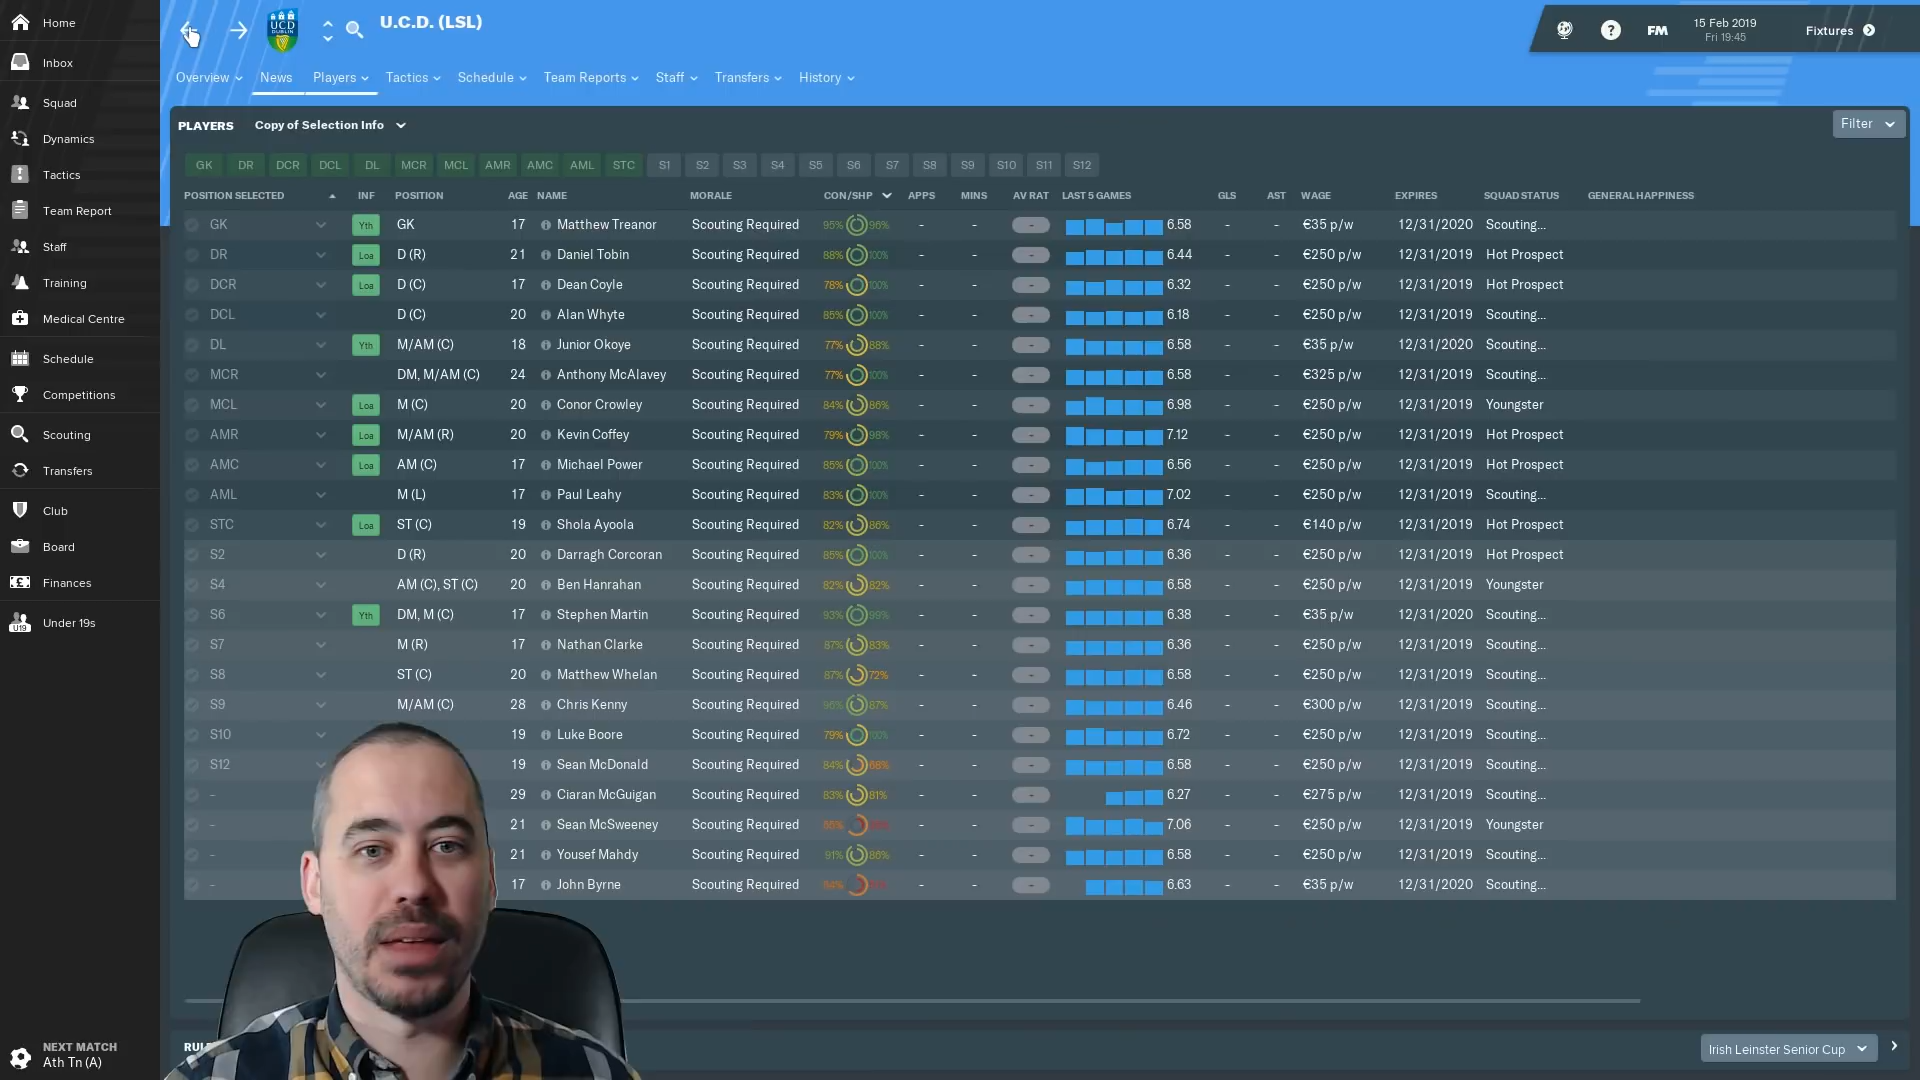 Home
Inbox
Squad
Dynamics
Tactics
Team Report
Staff
Training
Medical Centre
Schedule
Competitions
Scouting
Transfers
Club
Board
Finances
U19 Under 19s
NEXT MATCH
Ath Tn (A)
UCD
DUBLIN
U.C.D. (LSL)
FM
15 Feb 2019
Fri 19:45
Fixtures
Overview News Players Tactics Schedule Team Reports Staff Transfers History
PLAYERS Copy of Selection Info Filter
GK DR DCR DCL DL MCR MCL AMR AMC AML STC S1 S2 S3 S4 S5 S6 S7 S8 S9 S10 S11 S12
POSITION SELECTED INF POSITION AGE NAME MORALE CON/SHP APPS MINS AV RAT LAST 5 GAMES GLS AST WAGE EXPIRES SQUAD STATUS GENERAL HAPPINESS
GK Yth GK 17 Matthew Treanor Scouting Required 95% 96% - - - 6.58 - - €35 p/w 12/31/2020 Scouting...
DR Loa D (R) 21 Daniel Tobin Scouting Required 88% 100% - - - 6.44 - - €250 p/w 12/31/2019 Hot Prospect
DCR Loa D (C) 17 Dean Coyle Scouting Required 78% 100% - - - 6.32 - - €250 p/w 12/31/2019 Hot Prospect
DCL D (C) 20 Alan Whyte Scouting Required 85% 100% - - - 6.18 - - €250 p/w 12/31/2019 Scouting...
DL Yth M/AM (C) 18 Junior Okoye Scouting Required 77% 88% - - - 6.58 - - €35 p/w 12/31/2020 Scouting...
MCR DM, M/AM (C) 24 Anthony McAlavey Scouting Required 77% 100% - - - 6.58 - - €325 p/w 12/31/2019 Scouting...
MCL Loa M (C) 20 Conor Crowley Scouting Required 84% 86% - - - 6.98 - - €250 p/w 12/31/2019 Youngster
AMR Loa M/AM (R) 20 Kevin Coffey Scouting Required 79% 98% - - - 7.12 - - €250 p/w 12/31/2019 Hot Prospect
AMC Loa AM (C) 17 Michael Power Scouting Required 85% 100% - - - 6.56 - - €250 p/w 12/31/2019 Hot Prospect
AML M (L) 17 Paul Leahy Scouting Required 83% 100% - - - 7.02 - - €250 p/w 12/31/2019 Scouting...
STC Loa ST (C) 19 Shola Ayoola Scouting Required 82% 86% - - - 6.74 - - €140 p/w 12/31/2019 Hot Prospect
S2 D (R) 20 Darragh Corcoran Scouting Required 85% 100% - - - 6.36 - - €250 p/w 12/31/2019 Hot Prospect
S4 AM (C), ST (C) 20 Ben Hanrahan Scouting Required 82% 82% - - - 6.58 - - €250 p/w 12/31/2019 Youngster
S6 Yth DM, M (C) 17 Stephen Martin Scouting Required 93% 99% - - - 6.38 - - €35 p/w 12/31/2020 Scouting...
S7 M (R) 17 Nathan Clarke Scouting Required 87% 83% - - - 6.36 - - €250 p/w 12/31/2019 Scouting...
S8 ST (C) 20 Matthew Whelan Scouting Required 87% 72% - - - 6.58 - - €250 p/w 12/31/2019 Scouting...
S9 M/AM (C) 28 Chris Kenny Scouting Required 96% 87% - - - 6.46 - - €300 p/w 12/31/2019 Scouting...
S10 19 Luke Boore Scouting Required 79% 100% - - - 6.72 - - €250 p/w 12/31/2019 Scouting...
S12 19 Sean McDonald Scouting Required 84% 68% - - - 6.58 - - €250 p/w 12/31/2019 Scouting...
- 29 Ciaran McGuigan Scouting Required 83% 81% - - - 6.27 - - €275 p/w 12/31/2019 Scouting...
- 21 Sean McSweeney Scouting Required - - - 7.06 - - €250 p/w 12/31/2019 Youngster
- 21 Yousef Mahdy Scouting Required 91% 86% - - - 6.58 - - €250 p/w 12/31/2019 Scouting...
- 17 John Byrne Scouting Required - - - 6.63 - - €35 p/w 12/31/2020 Scouting...
Irish Leinster Senior Cup